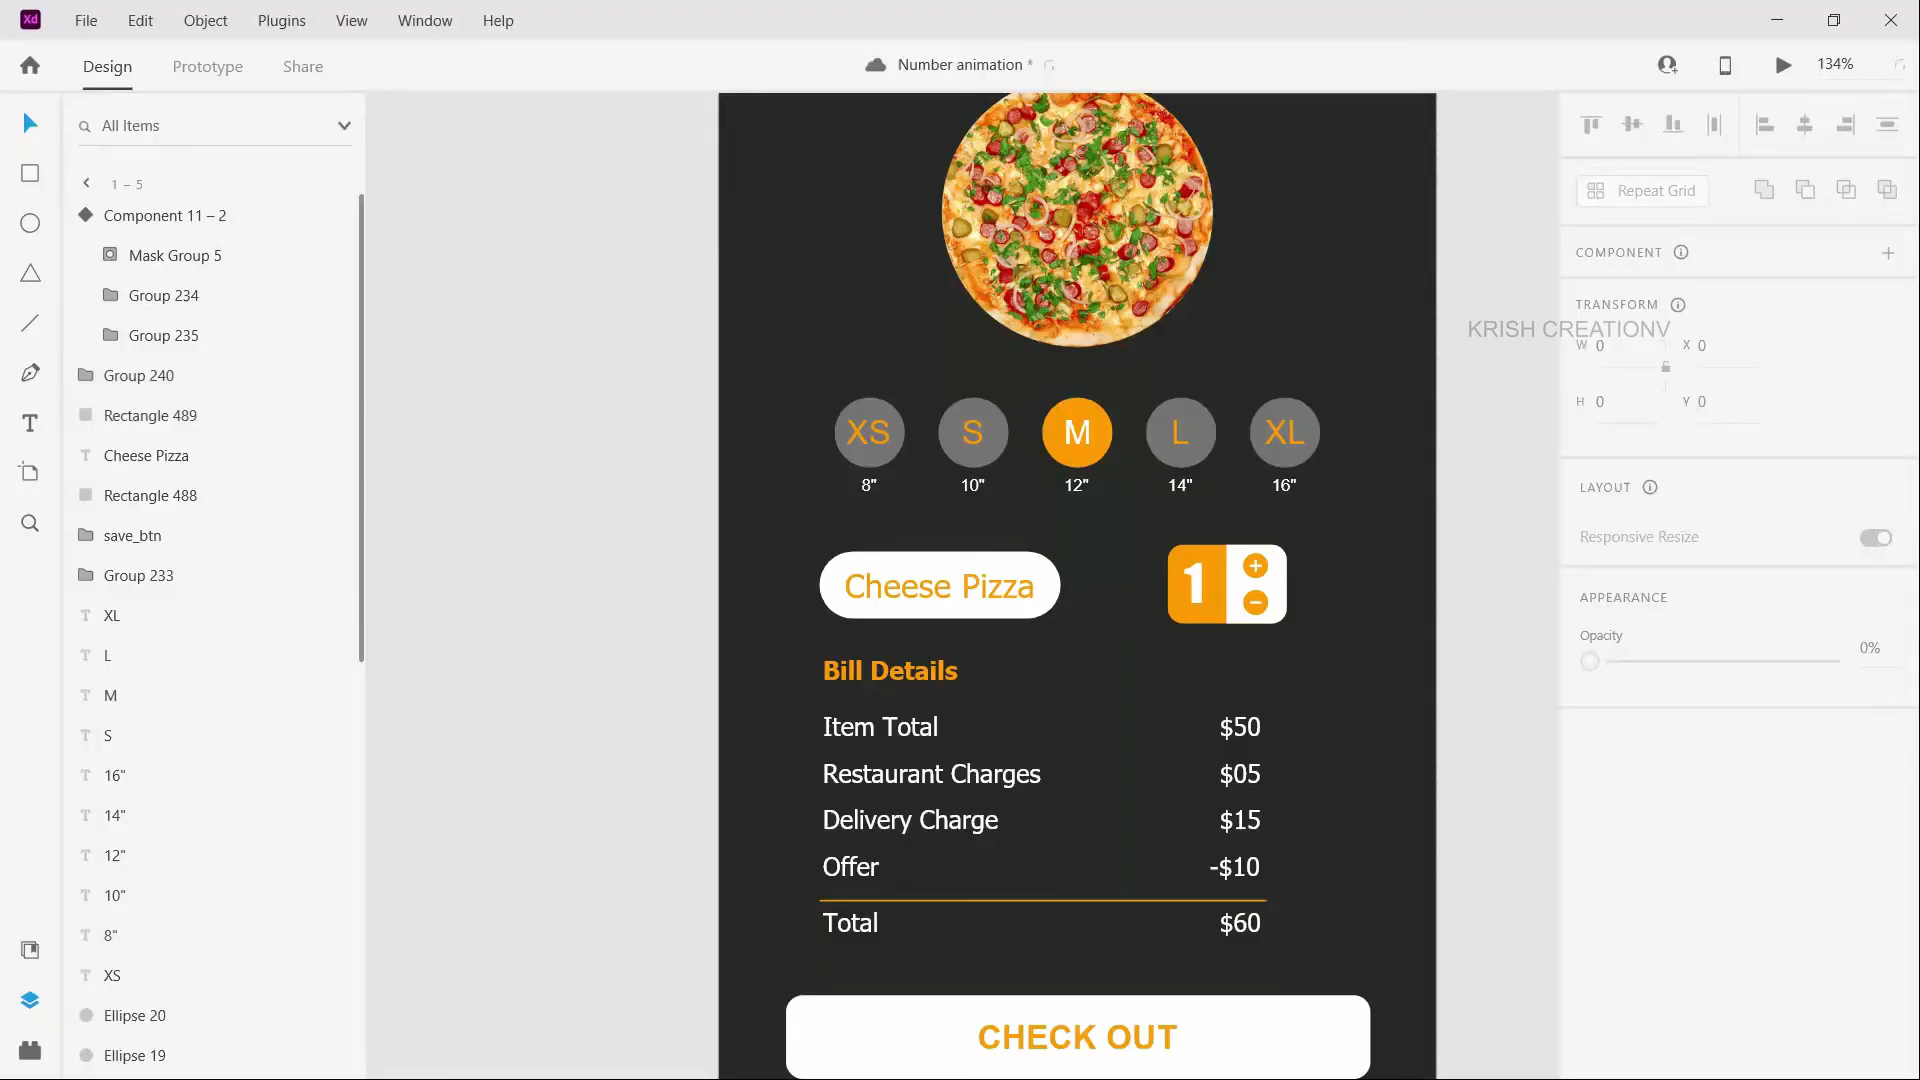 Xd File Edit Object Plugins View Window Help
Design Prototype Share Number animation * 134%
All Items
1 – 5
Component 11 – 2
Mask Group 5
Group 234
Group 235
Group 240
Rectangle 489
Cheese Pizza
Rectangle 488
save_btn
Group 233
T XL
T L
T M
T S
T 16"
T 14"
T 12"
T 10"
T 8"
T XS
Ellipse 20
Ellipse 19
XS S M L XL
8" 10" 12" 14" 16"
Cheese Pizza 1 + −
Bill Details
Item Total $50
Restaurant Charges $05
Delivery Charge $15
Offer -$10
Total $60
CHECK OUT
Repeat Grid
COMPONENT
TRANSFORM
KRISH CREATIONV
W 0 X 0
H 0 Y 0
LAYOUT
Responsive Resize
APPEARANCE
Opacity
0%